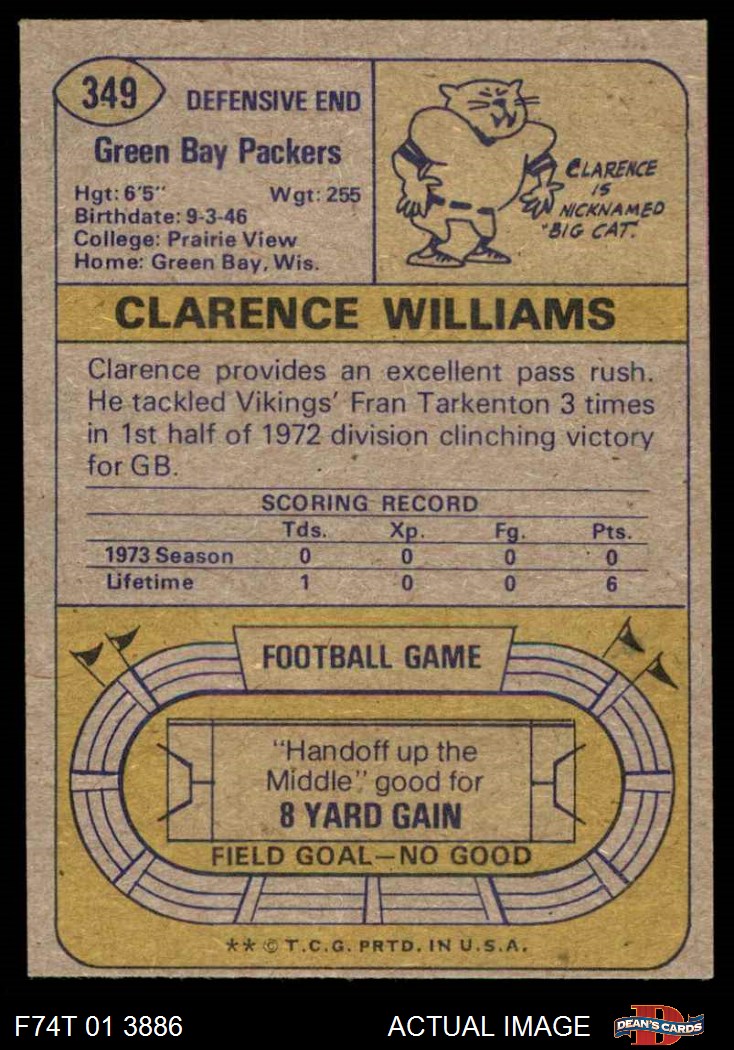 349
DEFENSIVE END
Green Bay Packers
Hgt: 6'5" Wgt: 255
Birthdate: 9-3-46
College: Prairie View
Home: Green Bay, Wis.
CLARENCE
IS
NICKNAMED
"BIG CAT."
CLARENCE WILLIAMS
Clarence provides an excellent pass rush.
He tackled Vikings' Fran Tarkenton 3 times
in 1st half of 1972 division clinching victory
for GB.
SCORING RECORD
Tds. Xp. Fg. Pts.
1973 Season 0 0 0 0
Lifetime 1 0 0 6
FOOTBALL GAME
"Handoff up the
Middle" good for
8 YARD GAIN
FIELD GOAL—NO GOOD
** © T.C.G. PRTD. IN U.S.A.
F74T 01 3886 ACTUAL IMAGE
D
DEAN'S CARDS